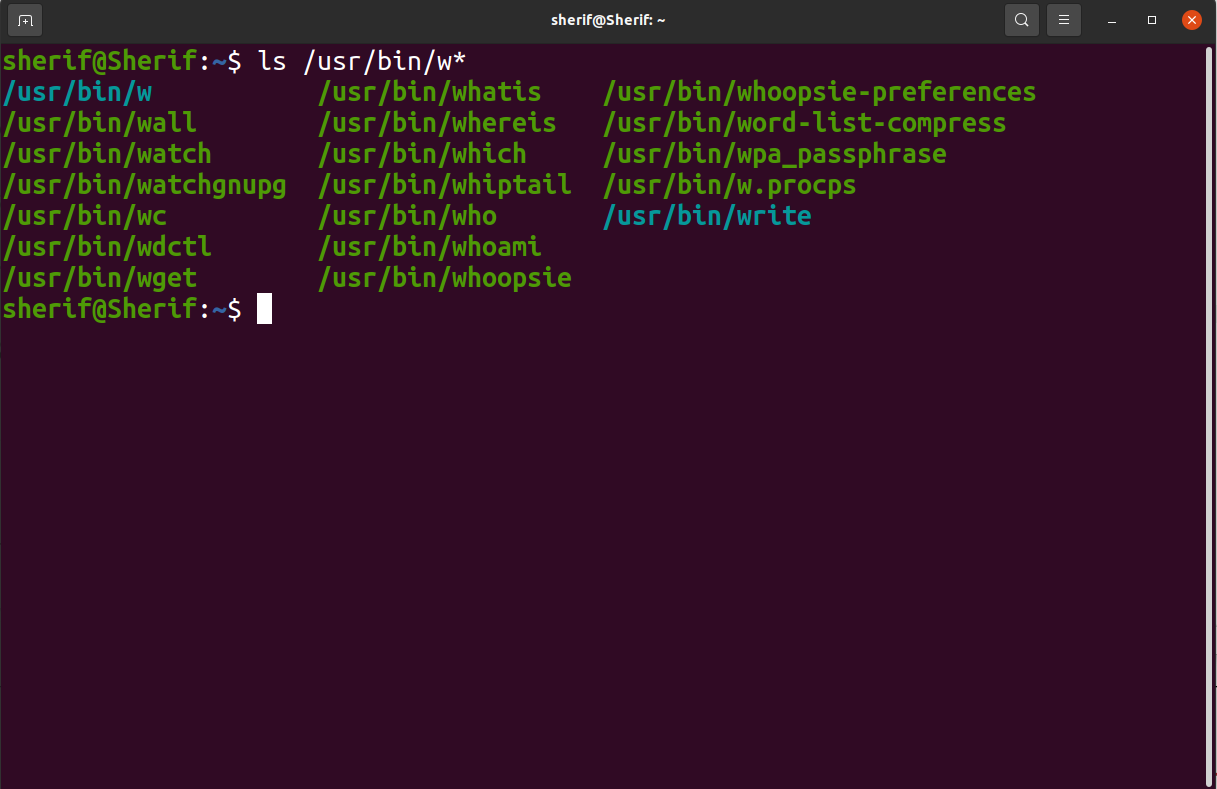 sherif@Sherif: ~
sherif@Sherif:~$ ls /usr/bin/w*
/usr/bin/w /usr/bin/whatis /usr/bin/whoopsie-preferences
/usr/bin/wall /usr/bin/whereis /usr/bin/word-list-compress
/usr/bin/watch /usr/bin/which /usr/bin/wpa_passphrase
/usr/bin/watchgnupg /usr/bin/whiptail /usr/bin/w.procps
/usr/bin/wc /usr/bin/who /usr/bin/write
/usr/bin/wdctl /usr/bin/whoami
/usr/bin/wget /usr/bin/whoopsie
sherif@Sherif:~$